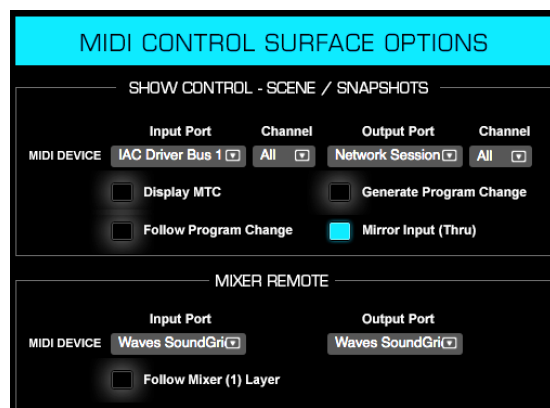 MIDI CONTROL SURFACE OPTIONS
SHOW CONTROL - SCENE / SNAPSHOTS
Input Port Channel Output Port Channel
MIDI DEVICE IAC Driver Bus 1 All Network Session All
Display MTC Generate Program Change
Follow Program Change Mirror Input (Thru)
MIXER REMOTE
Input Port Output Port
MIDI DEVICE Waves SoundGri Waves SoundGri
Follow Mixer (1) Layer